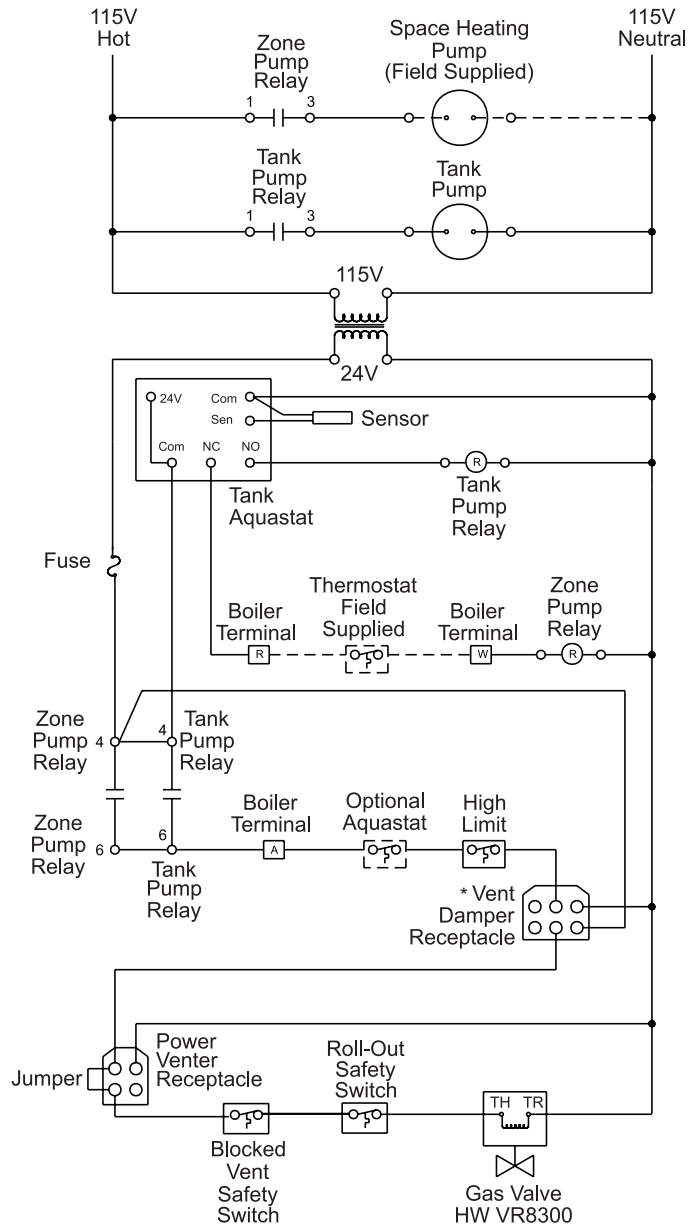 115V
Hot
115V
Neutral
Zone
Pump
Relay
Space Heating
Pump
(Field Supplied)
1
3
Tank
Pump
Relay
Tank
Pump
1
3
115V
24V
24V
Com
Sen
Sensor
Com
NC
NO
R
Tank
Aquastat
Tank
Pump
Relay
Fuse
Boiler
Terminal
Thermostat
Field
Supplied
Boiler
Terminal
Zone
Pump
Relay
R
W
R
Zone
Pump
Relay
4
4
Tank
Pump
Relay
Zone
Pump
Relay
6
6
Tank
Pump
Relay
Boiler
Terminal
A
Optional
Aquastat
High
Limit
* Vent
Damper
Receptacle
Jumper
Power
Venter
Receptacle
Roll-Out
Safety
Switch
TH TR
Blocked
Vent
Safety
Switch
Gas Valve
HW VR8300